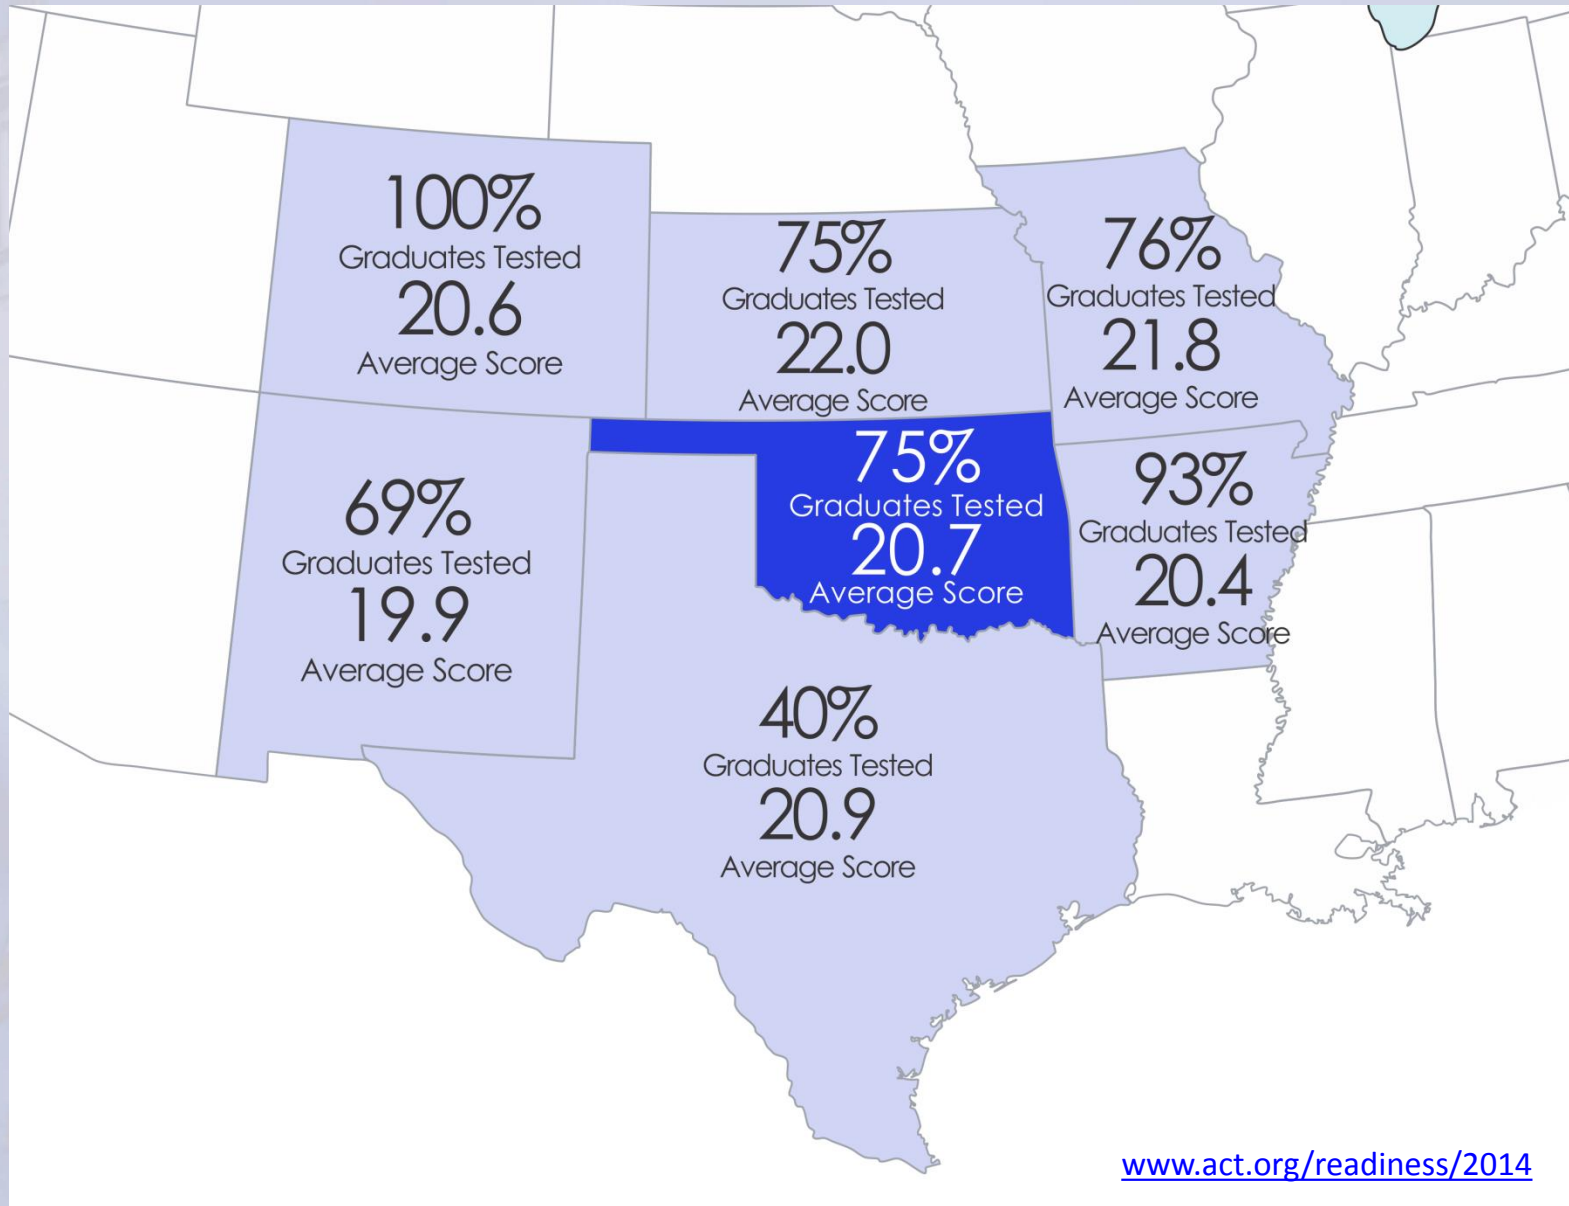 100%
Graduates Tested
20.6
Average Score
75%
Graduates Tested
22.0
Average Score
76%
Graduates Tested
21.8
Average Score
69%
Graduates Tested
19.9
Average Score
75%
Graduates Tested
20.7
Average Score
93%
Graduates Tested
20.4
Average Score
40%
Graduates Tested
20.9
Average Score
www.act.org/readiness/2014